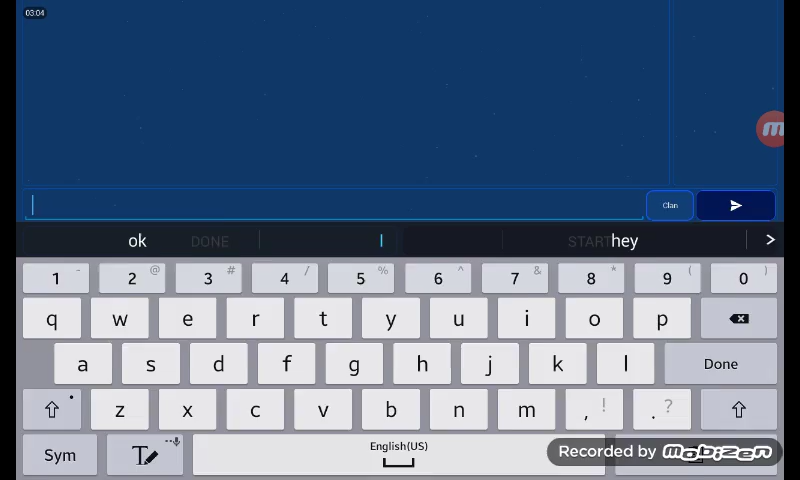 03:04
Clan
ok DONE I START hey >
1 - 2 @ 3 # 4 / 5 % 6 ^ 7 & 8 * 9 ( 0 )
q w e r t y u i o p
a s d f g h j k l Done
z x c v b n m , ! . ?
Sym T English(US)
Recorded by mobizen